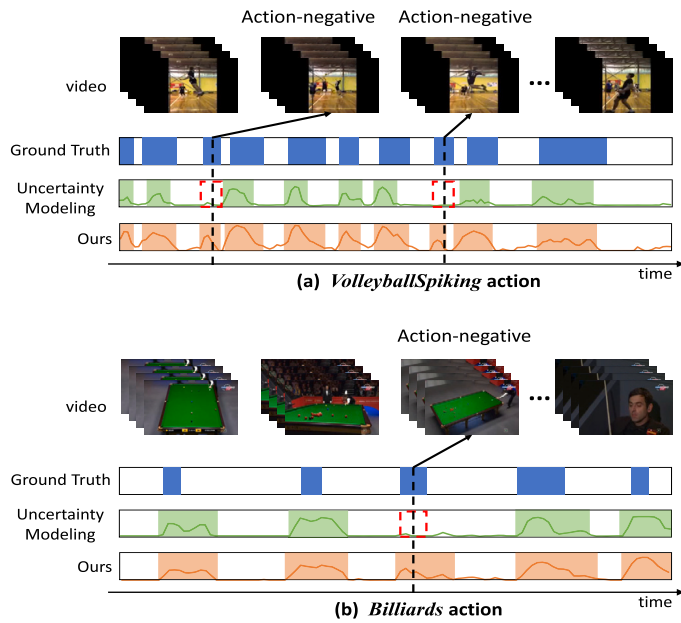 Action-negative Action-negative
video
...
Ground Truth
Uncertainty
Modeling
Ours
time
(a) VolleyballSpiking action
Action-negative
video
...
Ground Truth
Uncertainty
Modeling
Ours
time
(b) Billiards action